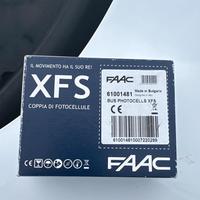 IL MOVIMENTO HA IL SUO RE!
XFS
COPPIA DI FOTOCELLULE
FAAC
61001481
Made in Bulgaria
BUS PHOTOCELLS XFS
CE
FAAC